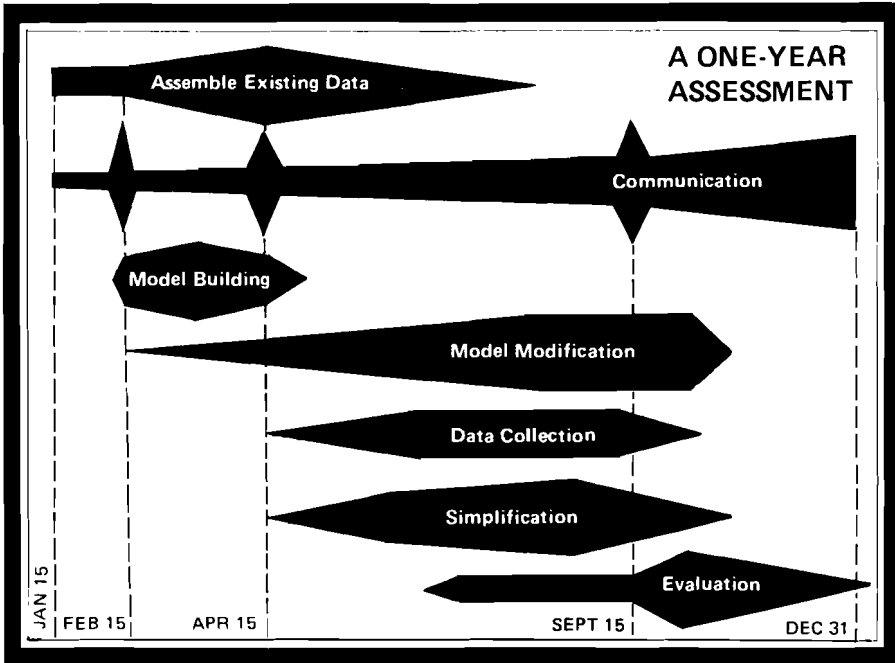 A ONE-YEAR
ASSESSMENT
Assemble Existing Data
Communication
Model Building
Model Modification
Data Collection
Simplification
Evaluation
JAN 15
FEB 15
APR 15
SEPT 15
DEC 31